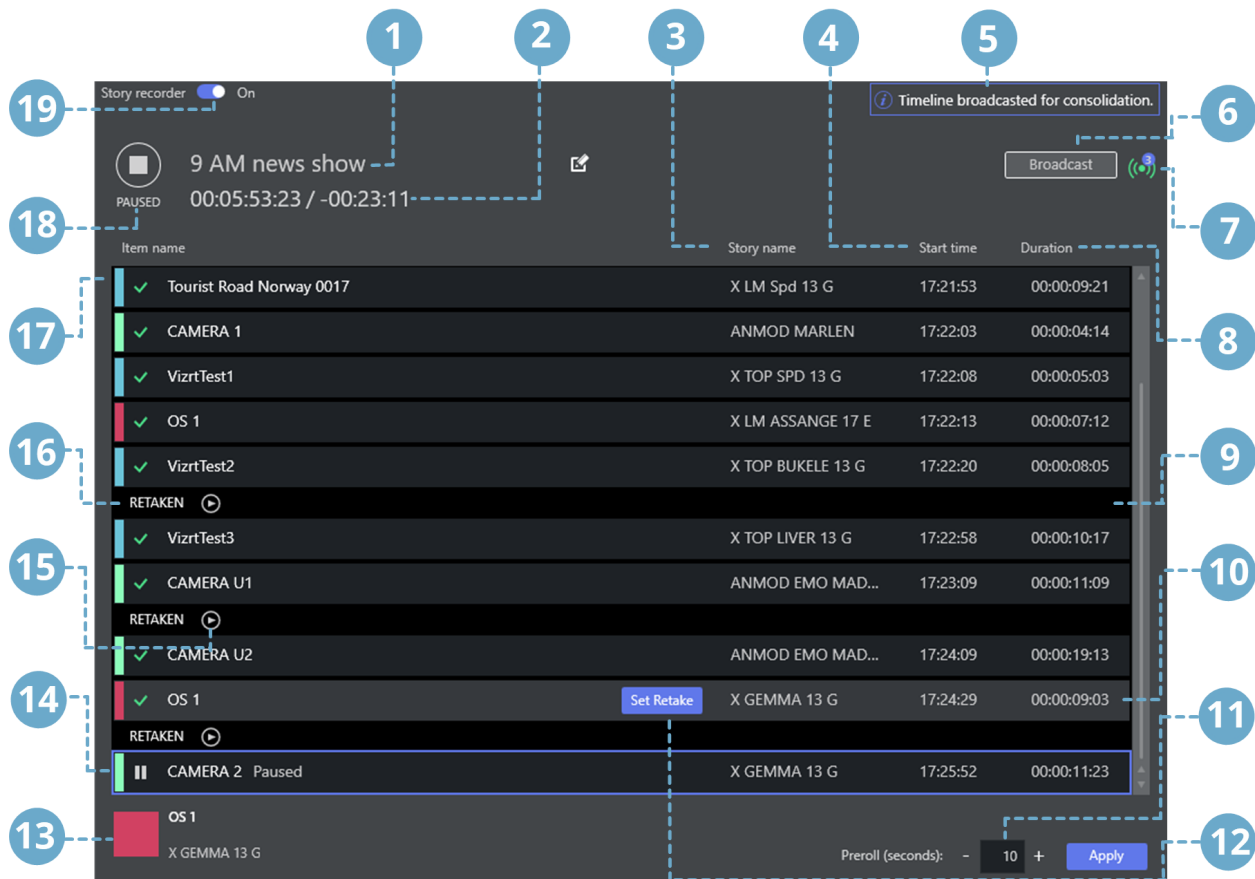 1 2 3 4 5
Story recorder On
Timeline broadcasted for consolidation.
19
6
9 AM news show
Broadcast 3
PAUSED 00:05:53:23 / -00:23:11
18
7
Item name Story name Start time Duration
Tourist Road Norway 0017 X LM Spd 13 G 17:21:53 00:00:09:21
17
CAMERA 1 ANMOD MARLEN 17:22:03 00:00:04:14
8
VizrtTest1 X TOP SPD 13 G 17:22:08 00:00:05:03
OS 1 X LM ASSANGE 17 E 17:22:13 00:00:07:12
16
9
VizrtTest2 X TOP BUKELE 13 G 17:22:20 00:00:08:05
RETAKEN
VizrtTest3 X TOP LIVER 13 G 17:22:58 00:00:10:17
15
10
CAMERA U1 ANMOD EMO MAD... 17:23:09 00:00:11:09
RETAKEN
CAMERA U2 ANMOD EMO MAD... 17:24:09 00:00:19:13
14
OS 1 Set Retake X GEMMA 13 G 17:24:29 00:00:09:03
11
RETAKEN
CAMERA 2 Paused X GEMMA 13 G 17:25:52 00:00:11:23
OS 1
13
12
X GEMMA 13 G
Preroll (seconds): - 10 + Apply